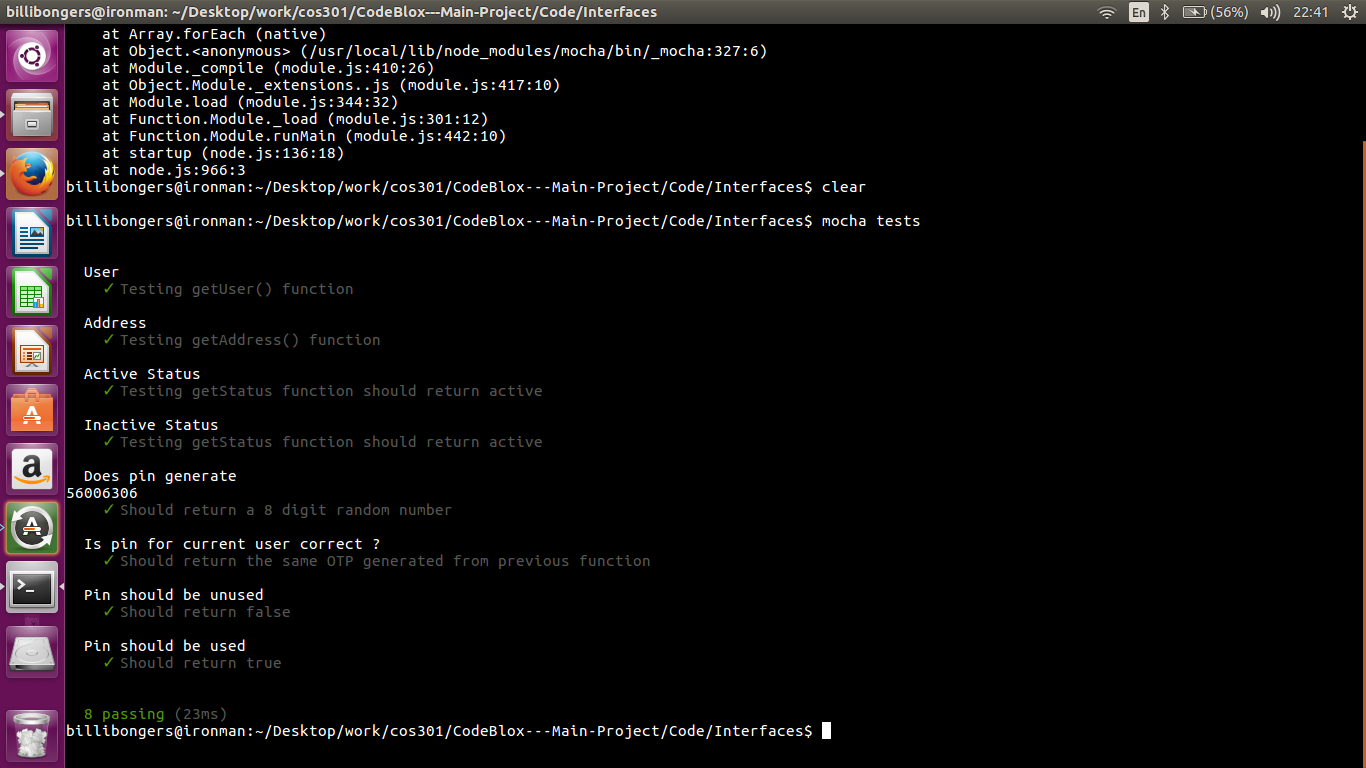 billibongers@ironman: ~/Desktop/work/cos301/CodeBlox---Main-Project/Code/Interfaces
En
(56%)
22:41
at Array.forEach (native)
at Object.<anonymous> (/usr/local/lib/node_modules/mocha/bin/_mocha:327:6)
at Module._compile (module.js:410:26)
at Object.Module._extensions..js (module.js:417:10)
at Module.load (module.js:344:32)
at Function.Module._load (module.js:301:12)
at Function.Module.runMain (module.js:442:10)
at startup (node.js:136:18)
at node.js:966:3
billibongers@ironman:~/Desktop/work/cos301/CodeBlox---Main-Project/Code/Interfaces$ clear
billibongers@ironman:~/Desktop/work/cos301/CodeBlox---Main-Project/Code/Interfaces$ mocha tests
User
✓ Testing getUser() function
Address
✓ Testing getAddress() function
Active Status
✓ Testing getStatus function should return active
Inactive Status
✓ Testing getStatus function should return active
Does pin generate
56006306
✓ Should return a 8 digit random number
Is pin for current user correct ?
✓ Should return the same OTP generated from previous function
Pin should be unused
✓ Should return false
Pin should be used
✓ Should return true
8 passing (23ms)
billibongers@ironman:~/Desktop/work/cos301/CodeBlox---Main-Project/Code/Interfaces$